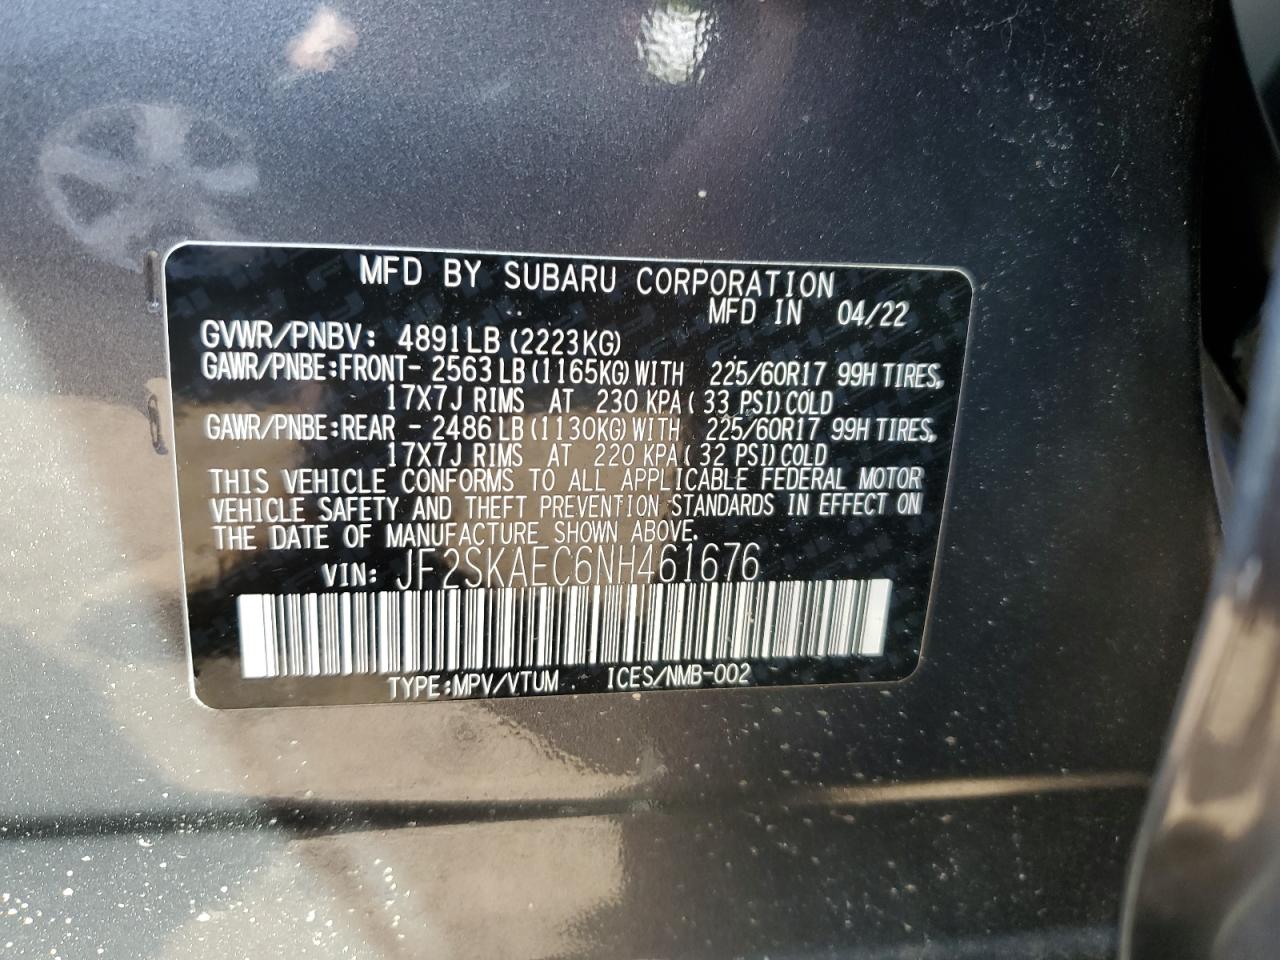 MFD BY SUBARU CORPORATION
MFD IN 04/22
GVWR/PNBV: 4891LB (2223KG)
GAWR/PNBE:FRONT- 2563 LB (1165KG) WITH 225/60R17 99H TIRES,
17X7J RIMS AT 230 KPA ( 33 PSI) COLD
GAWR/PNBE:REAR - 2486 LB (1130KG) WITH 225/60R17 99H TIRES,
17X7J RIMS AT 220 KPA ( 32 PSI) COLD
THIS VEHICLE CONFORMS TO ALL APPLICABLE FEDERAL MOTOR
VEHICLE SAFETY AND THEFT PREVENTION STANDARDS IN EFFECT ON
THE DATE OF MANUFACTURE SHOWN ABOVE.
VIN: JF2SKAEC6NH461676
TYPE:MPV/VTUM ICES/NMB-002